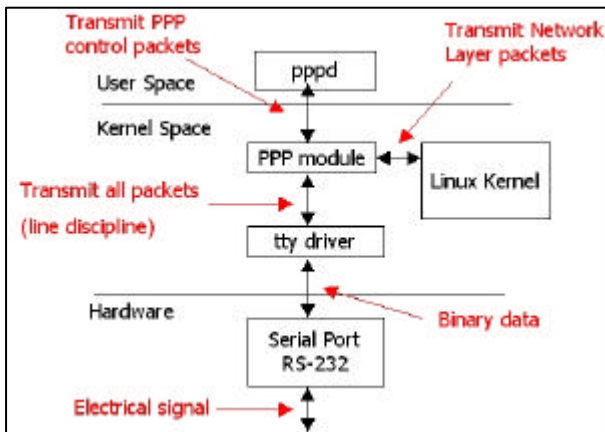 Transmit PPP
control packets
Transmit Network
Layer packets
pppd
User Space
Kernel Space
PPP module
Linux Kernel
Transmit all packets
(line discipline)
tty driver
Hardware
Binary data
Serial Port
RS-232
Electrical signal